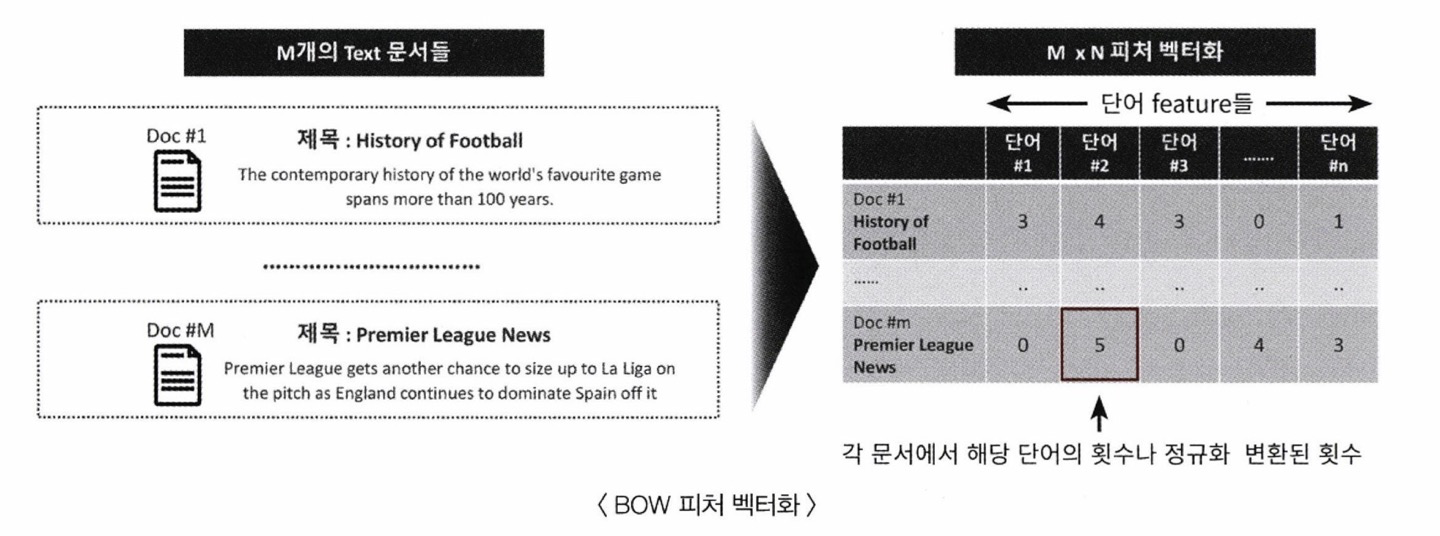 M개의 Text 문서들
Doc #1
제목 : History of Football
The contemporary history of the world's favourite game
spans more than 100 years.
................................
Doc #M
제목 : Premier League News
Premier League gets another chance to size up to La Liga on
the pitch as England continues to dominate Spain off it
M x N 피처 벡터화
단어 feature들
단어 #1 단어 #2 단어 #3 ....... 단어 #n
Doc #1
History of
Football
3 4 3 0 1
......
.. .. .. .. ..
Doc #m
Premier League
News
0 5 0 4 3
각 문서에서 해당 단어의 횟수나 정규화 변환된 횟수
〈 BOW 피처 벡터화 〉